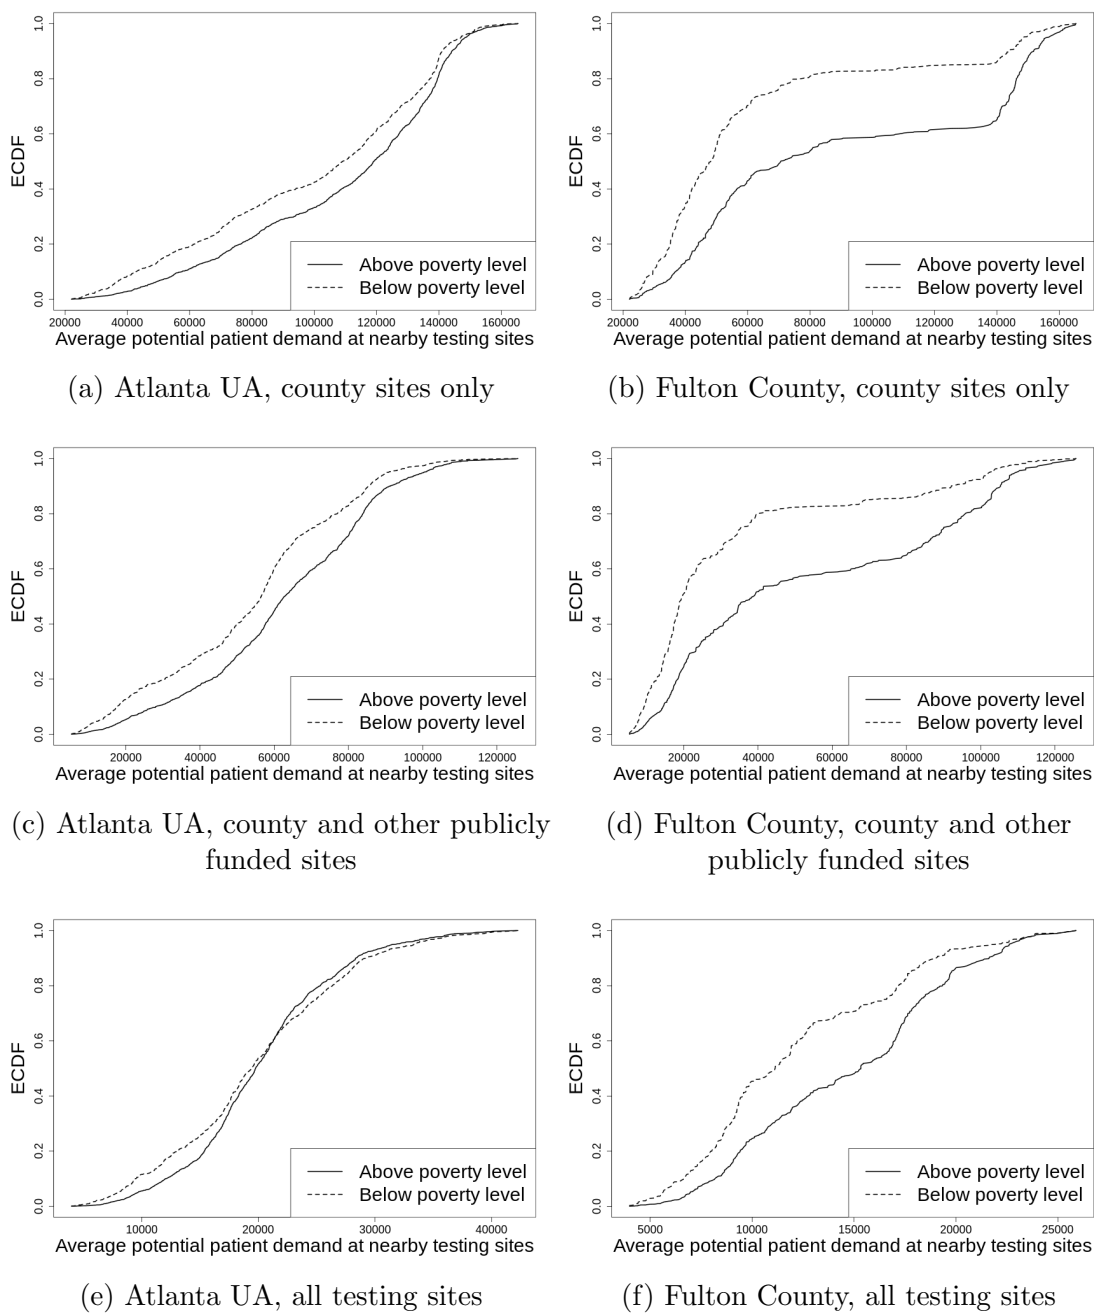 ECDF
0.0 0.2 0.4 0.6 0.8 1.0
Above poverty level
Below poverty level
20000 40000 60000 80000 100000 120000 140000 160000
Average potential patient demand at nearby testing sites
(a) Atlanta UA, county sites only
ECDF
0.0 0.2 0.4 0.6 0.8 1.0
Above poverty level
Below poverty level
20000 40000 60000 80000 100000 120000 140000 160000
Average potential patient demand at nearby testing sites
(b) Fulton County, county sites only
ECDF
0.0 0.2 0.4 0.6 0.8 1.0
Above poverty level
Below poverty level
20000 40000 60000 80000 100000 120000
Average potential patient demand at nearby testing sites
(c) Atlanta UA, county and other publicly
funded sites
ECDF
0.0 0.2 0.4 0.6 0.8 1.0
Above poverty level
Below poverty level
20000 40000 60000 80000 100000 120000
Average potential patient demand at nearby testing sites
(d) Fulton County, county and other
publicly funded sites
ECDF
0.0 0.2 0.4 0.6 0.8 1.0
Above poverty level
Below poverty level
10000 20000 30000 40000
Average potential patient demand at nearby testing sites
(e) Atlanta UA, all testing sites
ECDF
0.0 0.2 0.4 0.6 0.8 1.0
Above poverty level
Below poverty level
5000 10000 15000 20000 25000
Average potential patient demand at nearby testing sites
(f) Fulton County, all testing sites